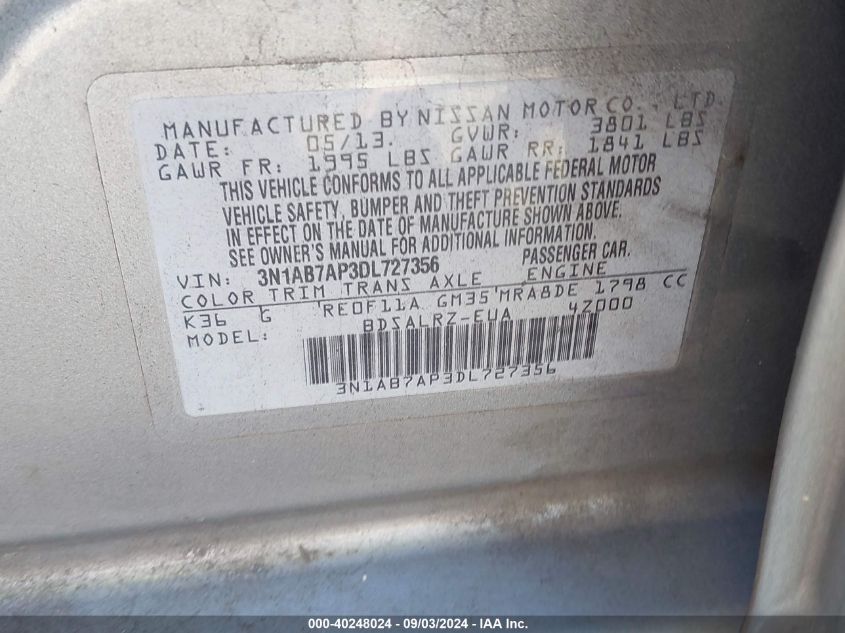 MANUFACTURED BY NISSAN MOTOR CO., LTD.
DATE: 05/13. GVWR: 3801 LBS
GAWR FR: 1995 LBS GAWR RR: 1841 LBS
THIS VEHICLE CONFORMS TO ALL APPLICABLE FEDERAL MOTOR
VEHICLE SAFETY, BUMPER AND THEFT PREVENTION STANDARDS
IN EFFECT ON THE DATE OF MANUFACTURE SHOWN ABOVE.
SEE OWNER'S MANUAL FOR ADDITIONAL INFORMATION.
VIN: 3N1AB7AP3DL727356 PASSENGER CAR.
COLOR TRIM TRANS AXLE ENGINE
K36 G RE0F11A GM35 MRA8DE 1798 CC
MODEL: BDSALRZ-EUA 4Z000
3N1AB7AP3DL727356
000-40248024 - 09/03/2024 - IAA Inc.